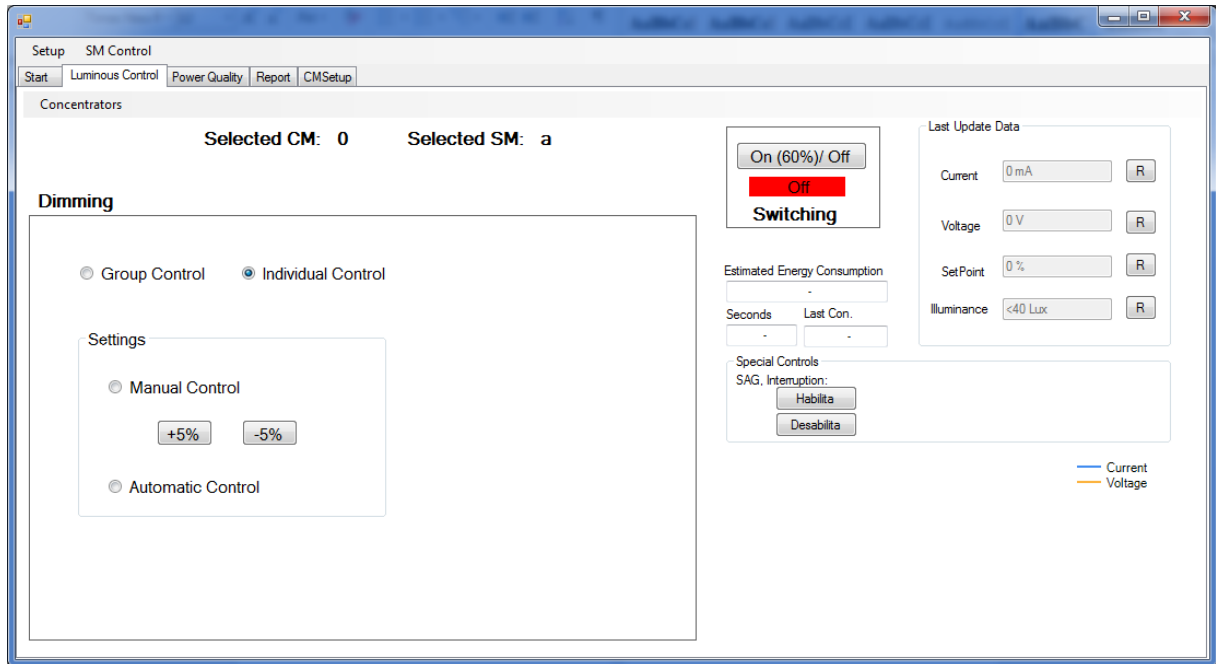 Setup SM Control
Start Luminous Control Power Quality Report CMSetup
Concentrators
Selected CM: 0 Selected SM: a
Dimming
Group Control Individual Control
Settings
Manual Control
+5% -5%
Automatic Control
On (60%)/ Off
Off
Switching
Estimated Energy Consumption
-
Seconds Last Con.
- -
Last Update Data
Current 0 mA R
Voltage 0 V R
SetPoint 0 % R
Illuminance <40 Lux R
Special Controls
SAG, Interruption:
Habilita
Desabilita
Current
Voltage